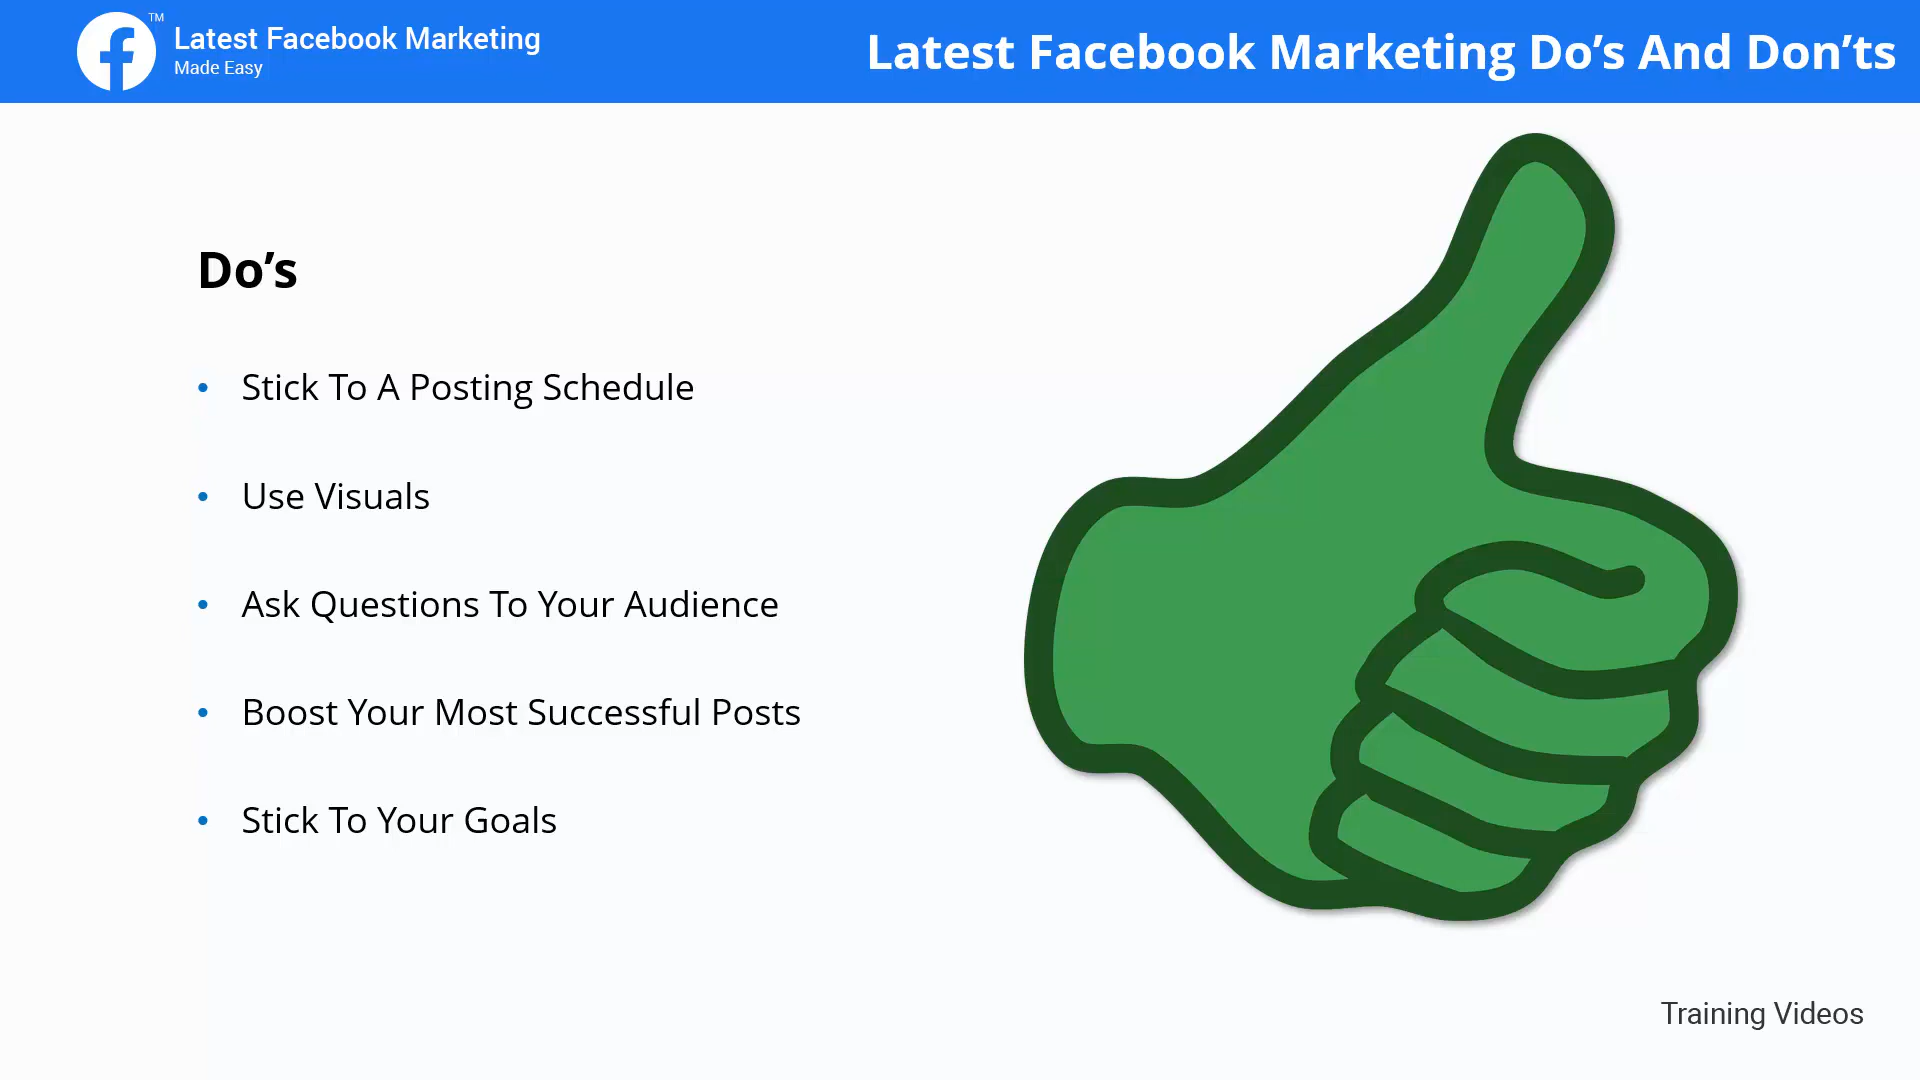 TM
Latest Facebook Marketing
Made Easy
Latest Facebook Marketing Do’s And Don’ts
Do’s
• Stick To A Posting Schedule
• Use Visuals
• Ask Questions To Your Audience
• Boost Your Most Successful Posts
• Stick To Your Goals
Training Videos